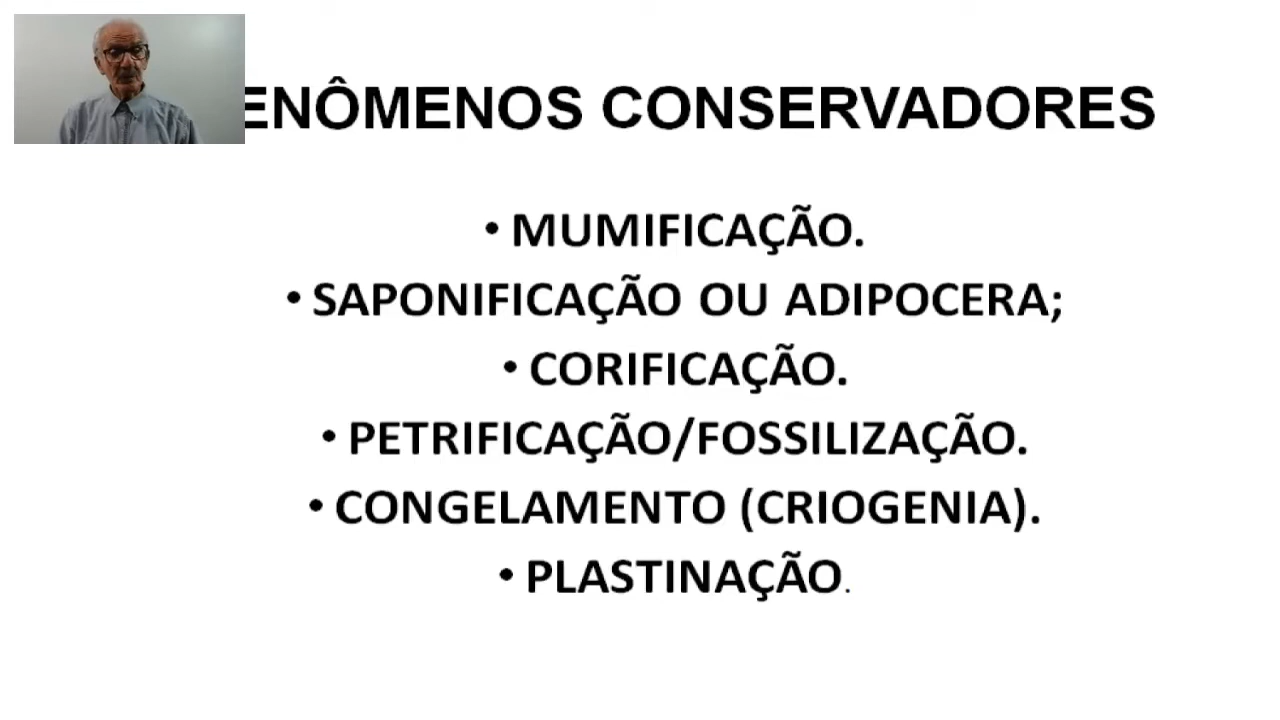 ENÔMENOS CONSERVADORES
• MUMIFICAÇÃO.
• SAPONIFICAÇÃO OU ADIPOCERA;
• CORIFICAÇÃO.
• PETRIFICAÇÃO/FOSSILIZAÇÃO.
• CONGELAMENTO (CRIOGENIA).
• PLASTINAÇÃO.